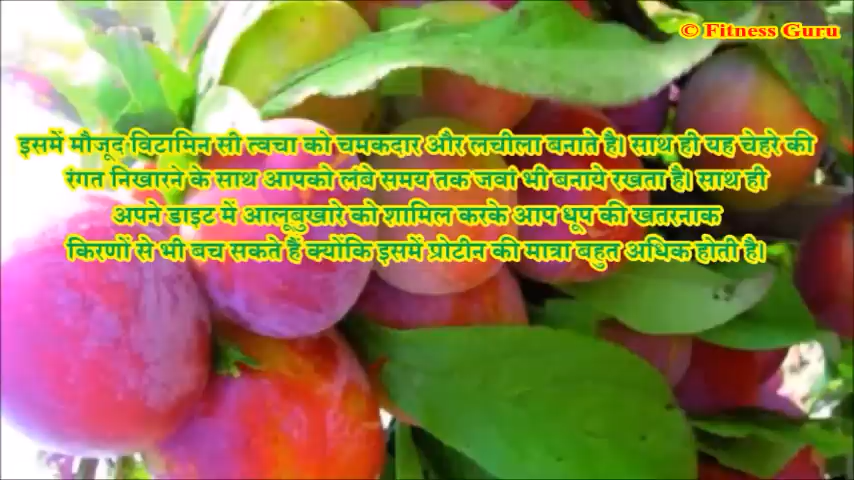 © Fitness Guru
इसमें मौजूद विटामिन सी त्वचा को चमकदार और लचीला बनाते है। साथ ही यह चेहरे की
रंगत निखारने के साथ आपको लंबे समय तक जवां भी बनाये रखता है। साथ ही
अपने डाइट में आलूबुखारे को शामिल करके आप धूप की खतरनाक
किरणों से भी बच सकते हैं क्योंकि इसमें प्रोटीन की मात्रा बहुत अधिक होती है।